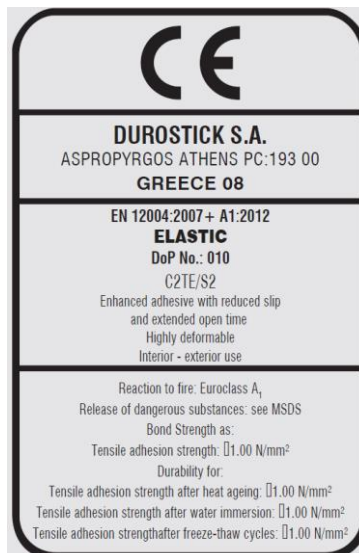 CE
DUROSTICK S.A.
ASPROPYRGOS ATHENS PC:193 00
GREECE 08
EN 12004:2007+ A1:2012
ELASTIC
DoP No.: 010
C2TE/S2
Enhanced adhesive with reduced slip
and extended open time
Highly deformable
Interior - exterior use
Reaction to fire: Euroclass A₁
Release of dangerous substances: see MSDS
Bond Strength as:
Tensile adhesion strength: 1.00 N/mm²
Durability for:
Tensile adhesion strength after heat ageing: 1.00 N/mm²
Tensile adhesion strength after water immersion: 1.00 N/mm²
Tensile adhesion strengthafter freeze-thaw cycles: 1.00 N/mm²